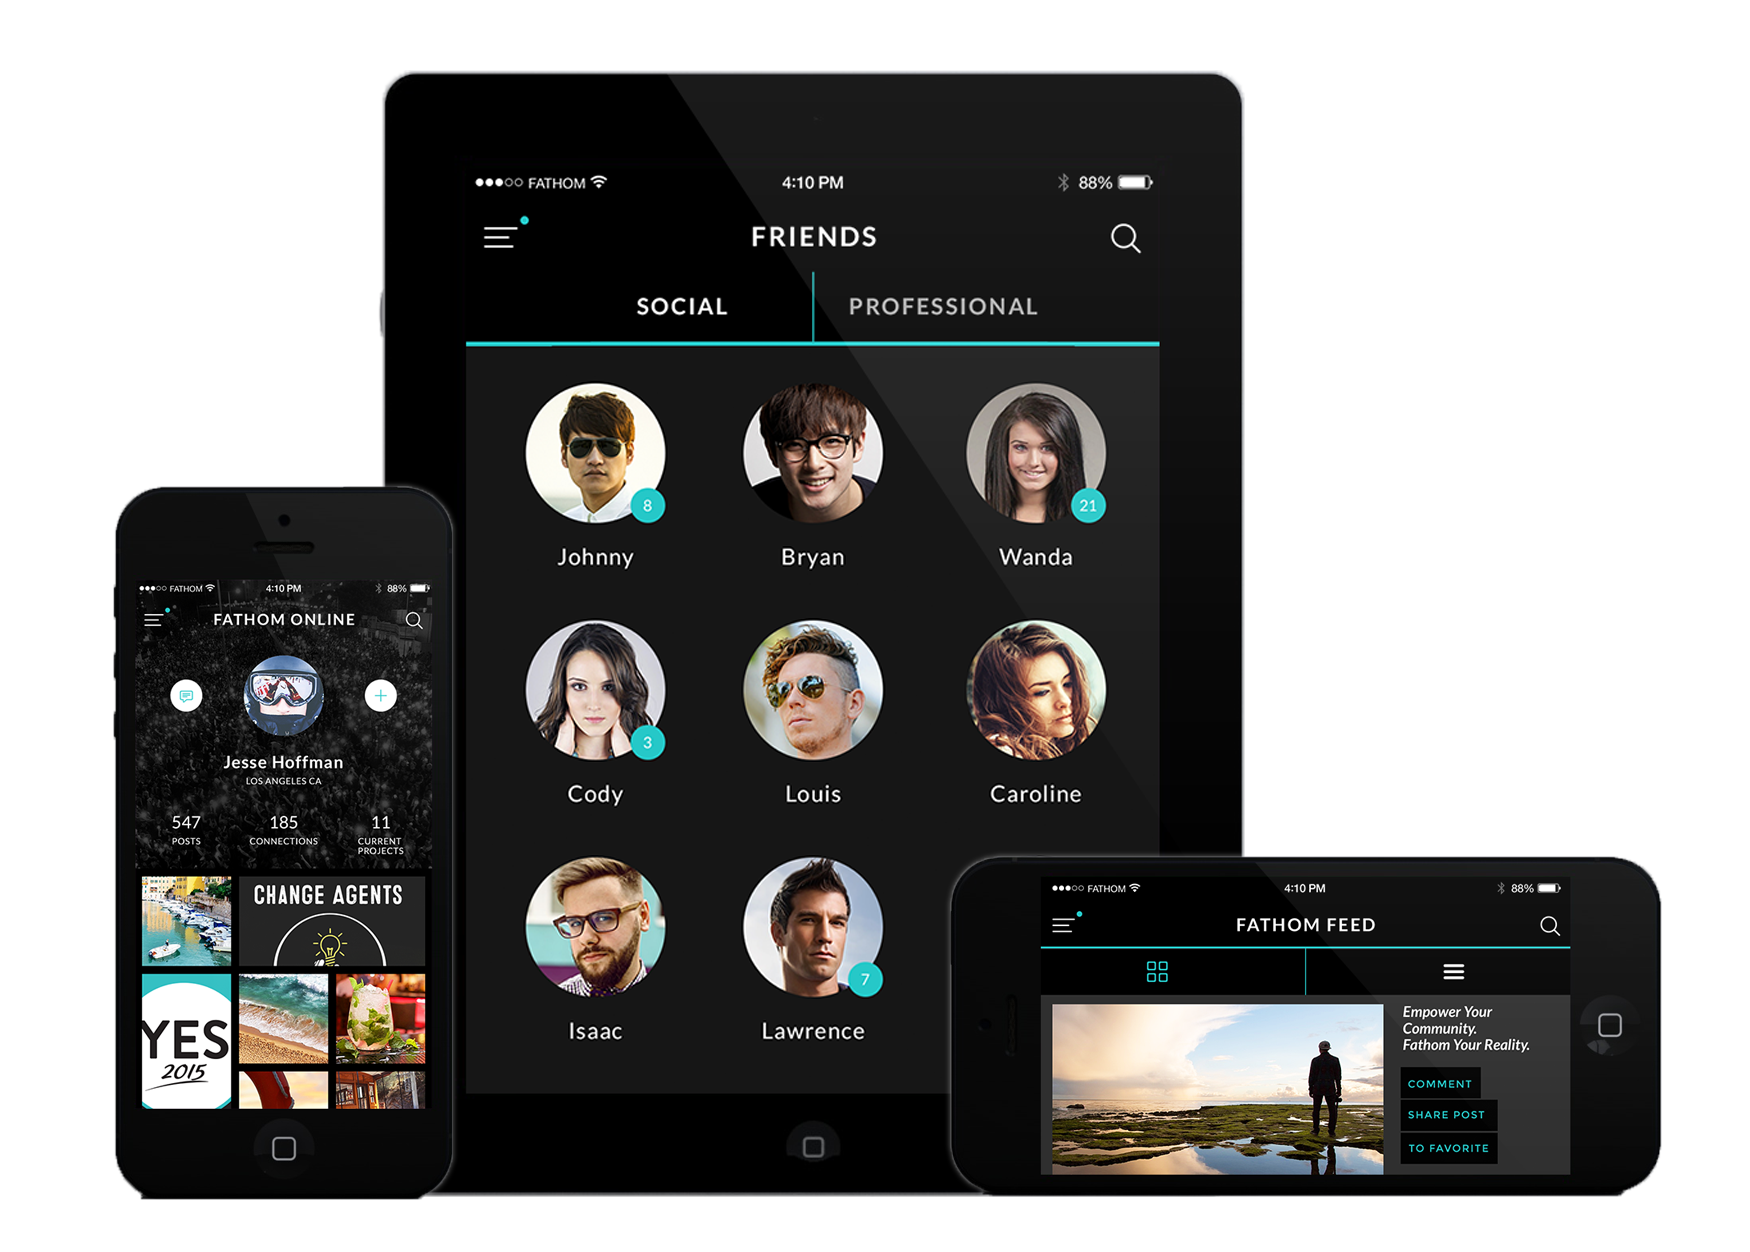 FATHOM
4:10 PM
88%
FRIENDS
SOCIAL
PROFESSIONAL
8
21
Johnny
Bryan
Wanda
3
Cody
Louis
Caroline
7
Isaac
Lawrence
FATHOM
4:10 PM
88%
FATHOM ONLINE
Jesse Hoffman
LOS ANGELES CA
547
185
11
POSTS
CONNECTIONS
CURRENT
PROJECTS
CHANGE AGENTS
YES
2015
FATHOM
4:10 PM
88%
FATHOM FEED
Empower Your
Community.
Fathom Your Reality.
COMMENT
SHARE POST
TO FAVORITE